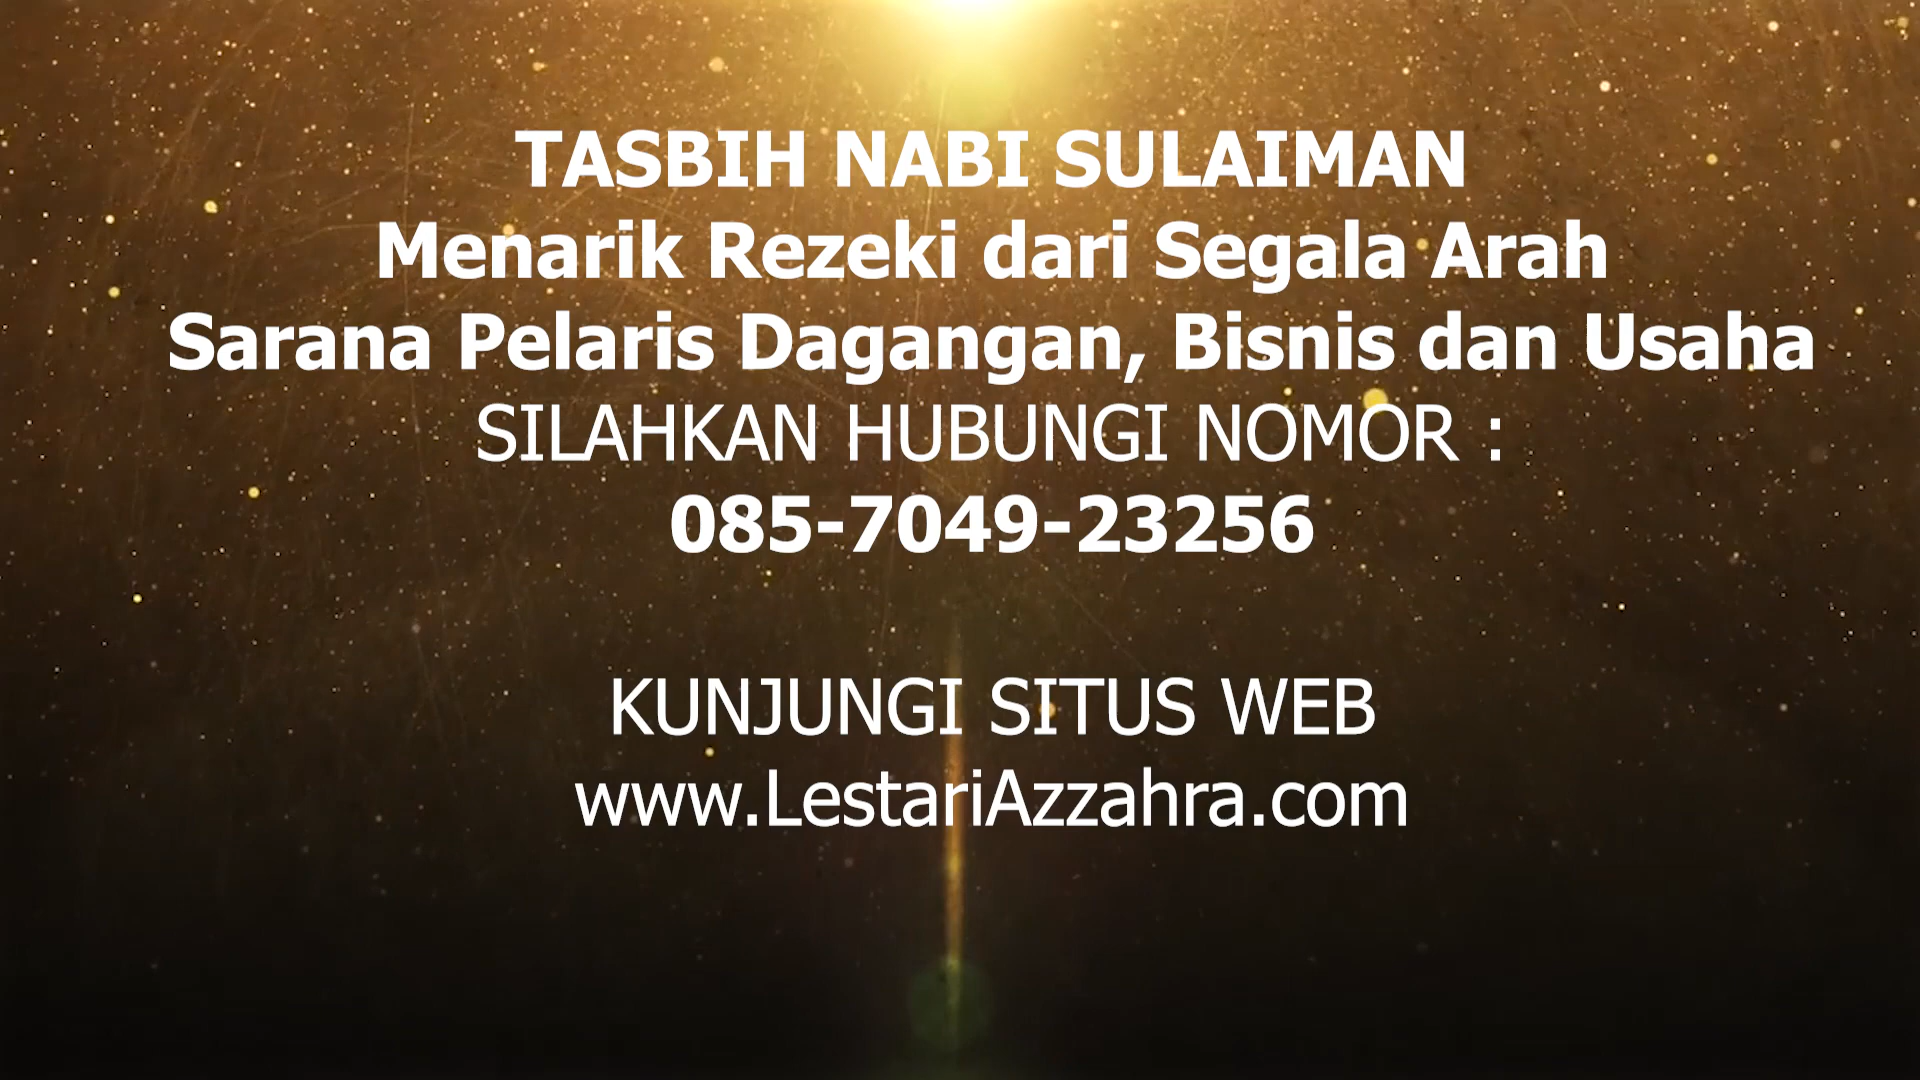 TASBIH NABI SULAIMAN
Menarik Rezeki dari Segala Arah
Sarana Pelaris Dagangan, Bisnis dan Usaha
SILAHKAN HUBUNGI NOMOR :
085-7049-23256
KUNJUNGI SITUS WEB
www.LestariAzzahra.com